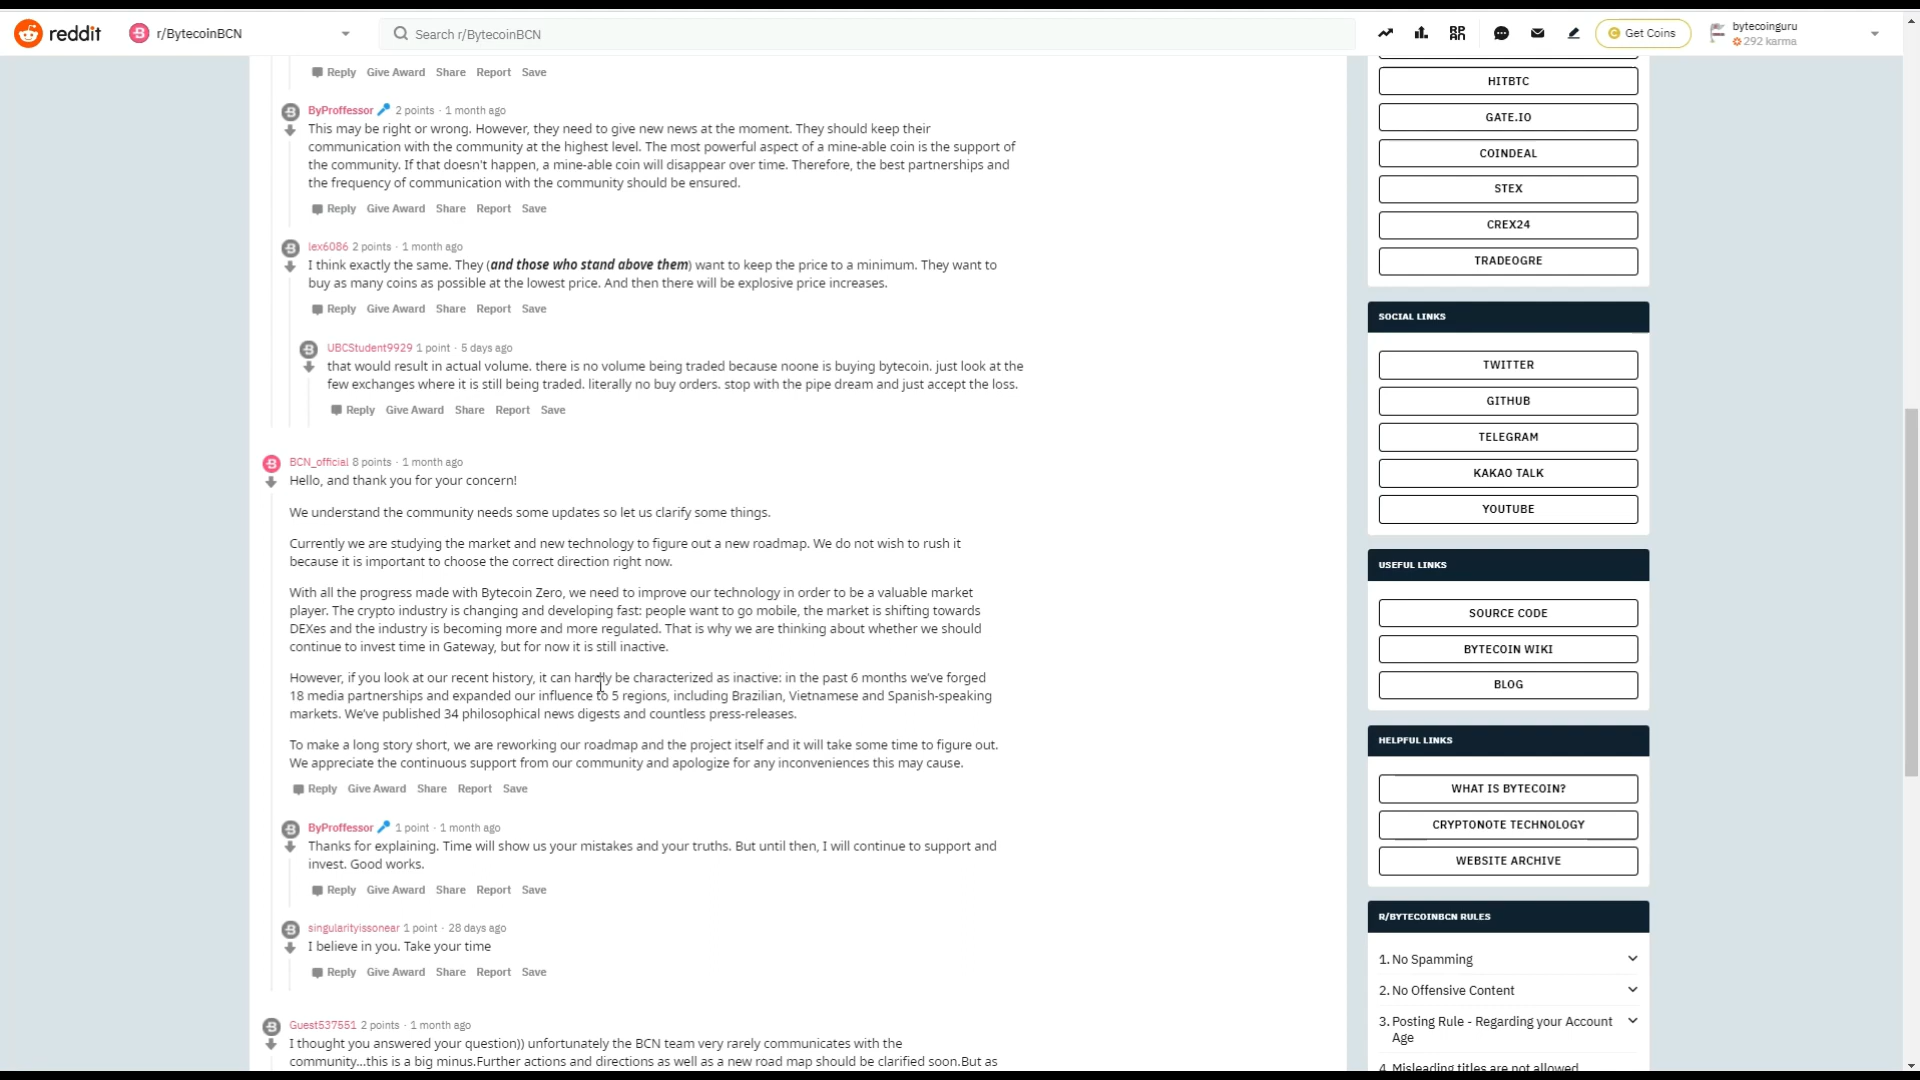 reddit
r/BytecoinBCN
Search r/BytecoinBCN
Get Coins
bytecoinguru
292 karma
Reply Give Award Share Report Save
ByProffessor 2 points · 1 month ago
This may be right or wrong. However, they need to give new news at the moment. They should keep their
communication with the community at the highest level. The most powerful aspect of a mine-able coin is the support of
the community. If that doesn't happen, a mine-able coin will disappear over time. Therefore, the best partnerships and
the frequency of communication with the community should be ensured.
Reply Give Award Share Report Save
lex6086 2 points · 1 month ago
I think exactly the same. They (and those who stand above them) want to keep the price to a minimum. They want to
buy as many coins as possible at the lowest price. And then there will be explosive price increases.
Reply Give Award Share Report Save
UBCStudent9929 1 point · 5 days ago
that would result in actual volume. there is no volume being traded because noone is buying bytecoin. just look at the
few exchanges where it is still being traded. literally no buy orders. stop with the pipe dream and just accept the loss.
Reply Give Award Share Report Save
BCN_official 8 points · 1 month ago
Hello, and thank you for your concern!
We understand the community needs some updates so let us clarify some things.
Currently we are studying the market and new technology to figure out a new roadmap. We do not wish to rush it
because it is important to choose the correct direction right now.
With all the progress made with Bytecoin Zero, we need to improve our technology in order to be a valuable market
player. The crypto industry is changing and developing fast: people want to go mobile, the market is shifting towards
DEXes and the industry is becoming more and more regulated. That is why we are thinking about whether we should
continue to invest time in Gateway, but for now it is still inactive.
However, if you look at our recent history, it can hardly be characterized as inactive: in the past 6 months we've forged
18 media partnerships and expanded our influence to 5 regions, including Brazilian, Vietnamese and Spanish-speaking
markets. We've published 34 philosophical news digests and countless press-releases.
To make a long story short, we are reworking our roadmap and the project itself and it will take some time to figure out.
We appreciate the continuous support from our community and apologize for any inconveniences this may cause.
Reply Give Award Share Report Save
ByProffessor 1 point · 1 month ago
Thanks for explaining. Time will show us your mistakes and your truths. But until then, I will continue to support and
invest. Good works.
Reply Give Award Share Report Save
singularityissonear 1 point · 28 days ago
I believe in you. Take your time
Reply Give Award Share Report Save
Guest537551 2 points · 1 month ago
I thought you answered your question)) unfortunately the BCN team very rarely communicates with the
community...this is a big minus.Further actions and directions as well as a new road map should be clarified soon.But as
HITBTC
GATE.IO
COINDEAL
STEX
CREX24
TRADEOGRE
SOCIAL LINKS
TWITTER
GITHUB
TELEGRAM
KAKAO TALK
YOUTUBE
USEFUL LINKS
SOURCE CODE
BYTECOIN WIKI
BLOG
HELPFUL LINKS
WHAT IS BYTECOIN?
CRYPTONOTE TECHNOLOGY
WEBSITE ARCHIVE
R/BYTECOINBCN RULES
1. No Spamming
2. No Offensive Content
3. Posting Rule - Regarding your Account
Age
4. Misleading titles are not allowed